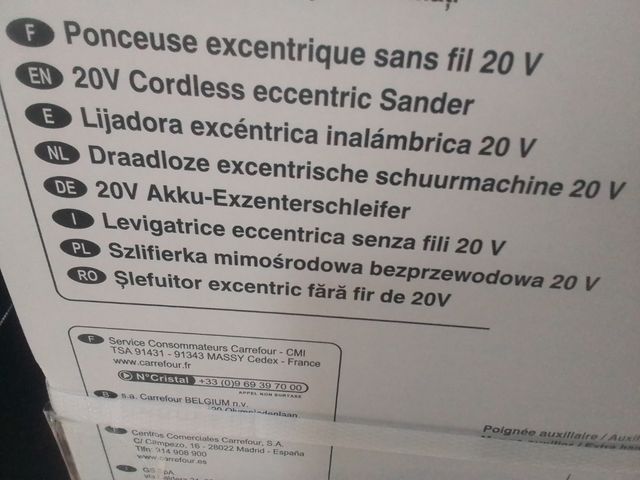 F Ponceuse excentrique sans fil 20 V
EN 20V Cordless eccentric Sander
E Lijadora excéntrica inalámbrica 20 V
NL Draadloze excentrische schuurmachine 20 V
DE 20V Akku-Exzenterschleifer
I Levigatrice eccentrica senza fili 20 V
PL Szlifierka mimośrodowa bezprzewodowa 20 V
RO Şlefuitor excentric fără fir de 20V
F Service Consommateurs Carrefour - CMI
TSA 91431 - 91343 MASSY Cedex - France
www.carrefour.fr
N°Cristal +33 (0)9 69 39 70 00
APPEL NON SURTAXE
B s.a. Carrefour BELGIUM n.v.
Centros Comerciales Carrefour, S.A.
C/ Campezo, 16 - 28022 Madrid - España
Tlfn: 914 908 900
www.carrefour.es
Poignée auxiliaire /